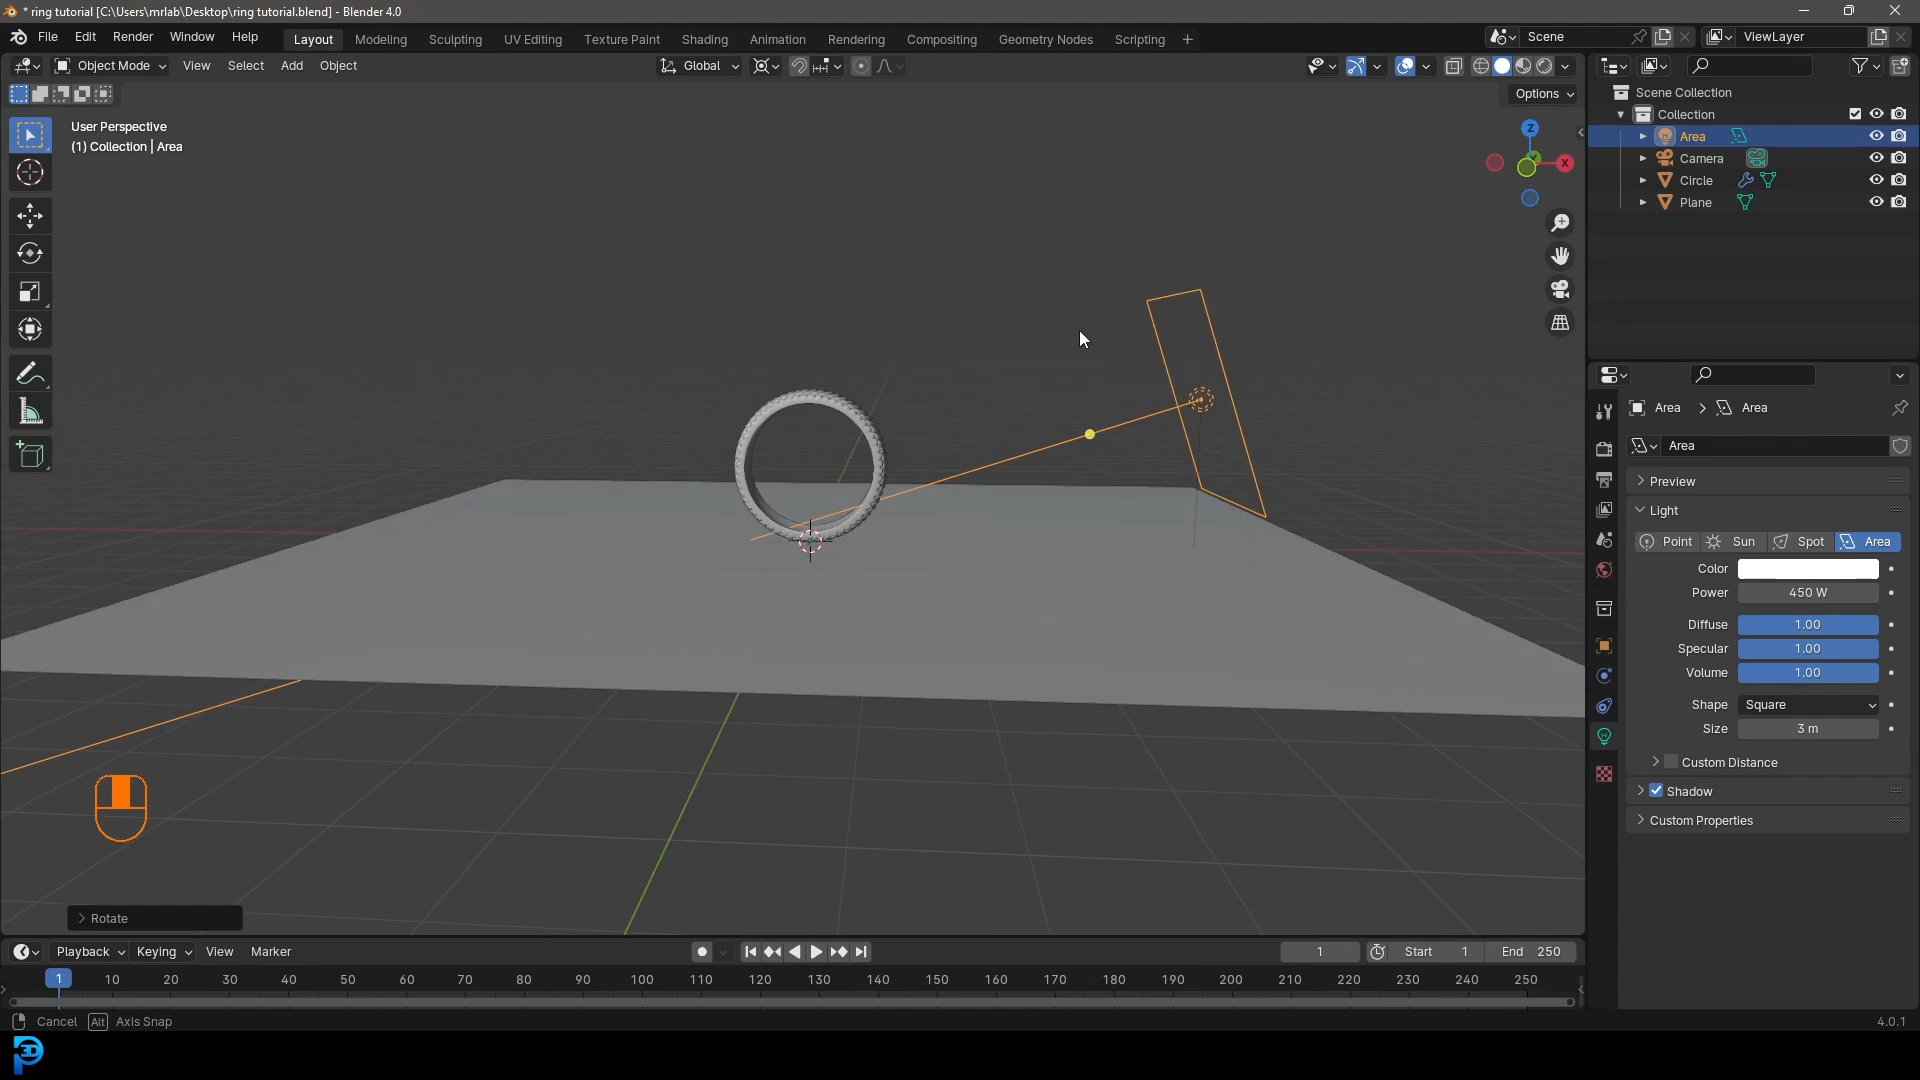 * ring tutorial [C:\Users\mrlab\Desktop\ring tutorial.blend] - Blender 4.0
File Edit Render Window Help Layout Modeling Sculpting UV Editing Texture Paint Shading Animation Rendering Compositing Geometry Nodes Scripting + Scene ViewLayer
Object Mode View Select Add Object Global
Options
User Perspective
(1) Collection | Area
Z
X
Rotate
Scene Collection
Collection
Area
Camera
Circle
Plane
Area Area
Area
Preview
Light
Point Sun Spot Area
Color
Power 450 W
Diffuse 1.00
Specular 1.00
Volume 1.00
Shape Square
Size 3 m
Custom Distance
Shadow
Custom Properties
Playback Keying View Marker 1 Start 1 End 250
1 10 20 30 40 50 60 70 80 90 100 110 120 130 140 150 160 170 180 190 200 210 220 230 240 250
Cancel Alt Axis Snap 4.0.1
3D